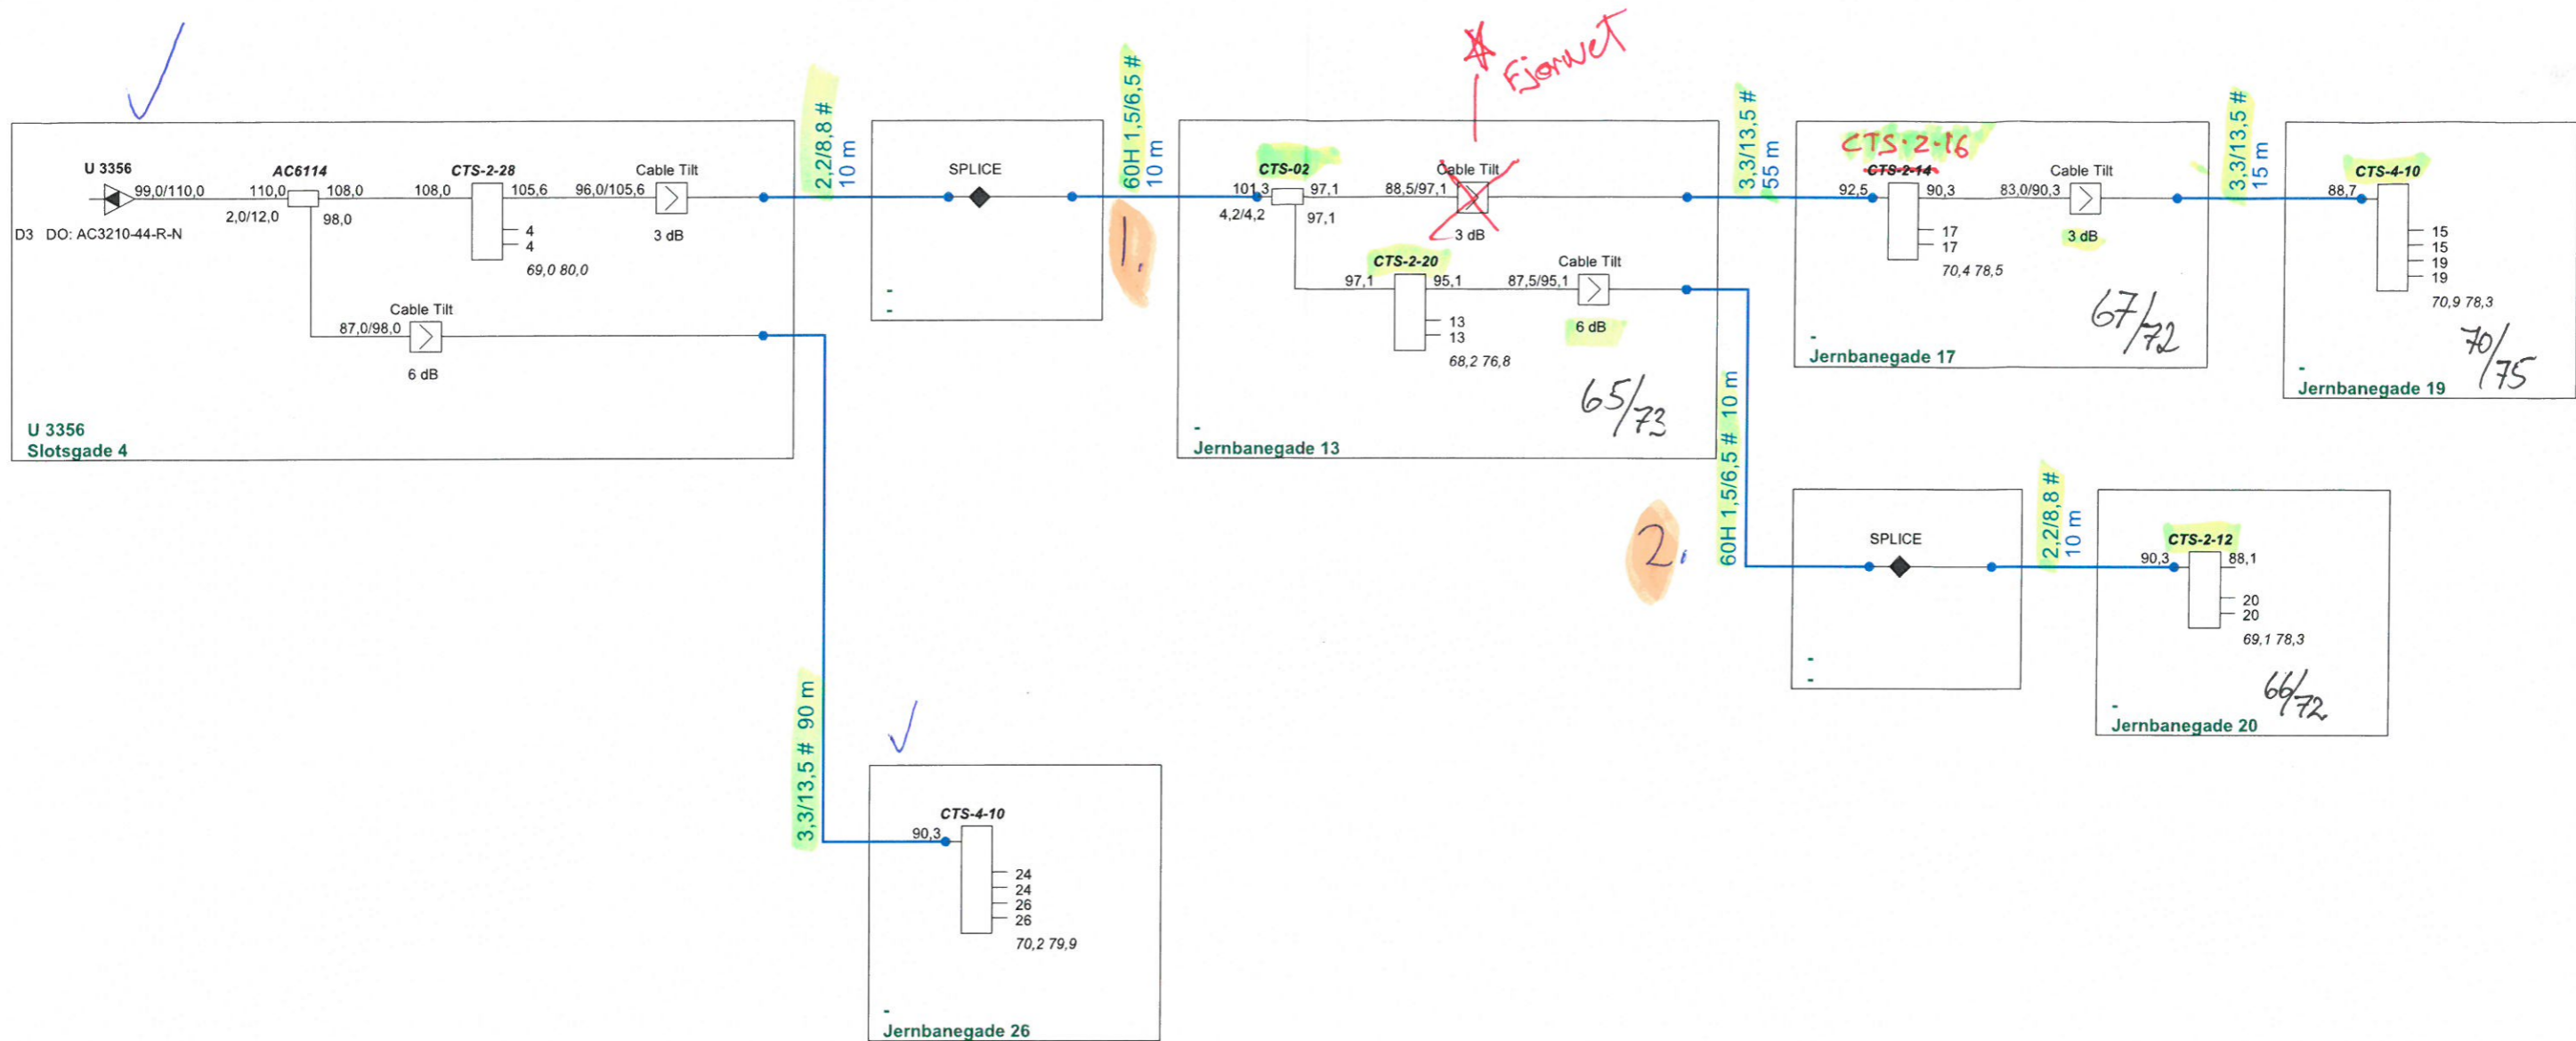 U 3356
99,0/110,0
D3 DO: AC3210-44-R-N
AC6114
110,0
108,0
2,0/12,0
98,0
CTS-2-28
108,0
105,6
4
4
69,0 80,0
Cable Tilt
96,0/105,6
3 dB
Cable Tilt
87,0/98,0
6 dB
U 3356
Slotsgade 4
2,2/8,8 #
10 m
SPLICE
-
-
60H 1,5/6,5 #
10 m
1.
CTS-02
101,3
97,1
4,2/4,2
97,1
Cable Tilt
88,5/97,1
3 dB
Fjernet
CTS-2-20
97,1
95,1
13
13
68,2 76,8
Cable Tilt
87,5/95,1
6 dB
65/73
-
Jernbanegade 13
3,3/13,5 #
55 m
CTS-2-16
CTS-2-14
92,5
90,3
17
17
70,4 78,5
Cable Tilt
83,0/90,3
3 dB
67/72
-
Jernbanegade 17
3,3/13,5 #
15 m
CTS-4-10
88,7
15
15
19
19
70,9 78,3
70/75
-
Jernbanegade 19
60H 1,5/6,5 # 10 m
2.
SPLICE
-
-
2,2/8,8 #
10 m
CTS-2-12
90,3
88,1
20
20
69,1 78,3
66/72
-
Jernbanegade 20
3,3/13,5 # 90 m
CTS-4-10
90,3
24
24
26
26
70,2 79,9
-
Jernbanegade 26